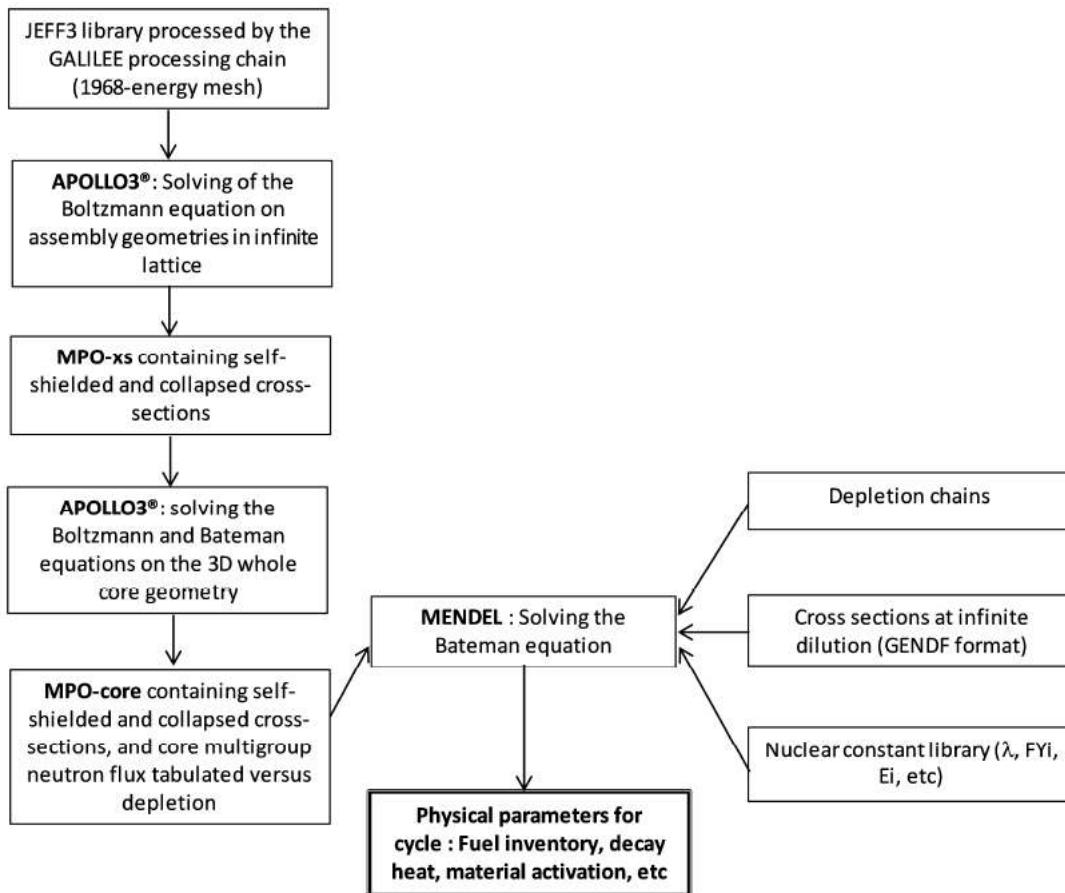 JEFF3 library processed by the
GALILEE processing chain
(1968-energy mesh)
APOLLO3®: Solving of the
Boltzmann equation on
assembly geometries in infinite
lattice
MPO-xs containing self-
shielded and collapsed cross-
sections
APOLLO3®: solving the
Boltzmann and Bateman
equations on the 3D whole
core geometry
MPO-core containing self-
shielded and collapsed cross-
sections, and core multigroup
neutron flux tabulated versus
depletion
MENDEL : Solving the
Bateman equation
Depletion chains
Cross sections at infinite
dilution (GENDF format)
Nuclear constant library (λ, FYi,
Ei, etc)
Physical parameters for
cycle : Fuel inventory, decay
heat, material activation, etc